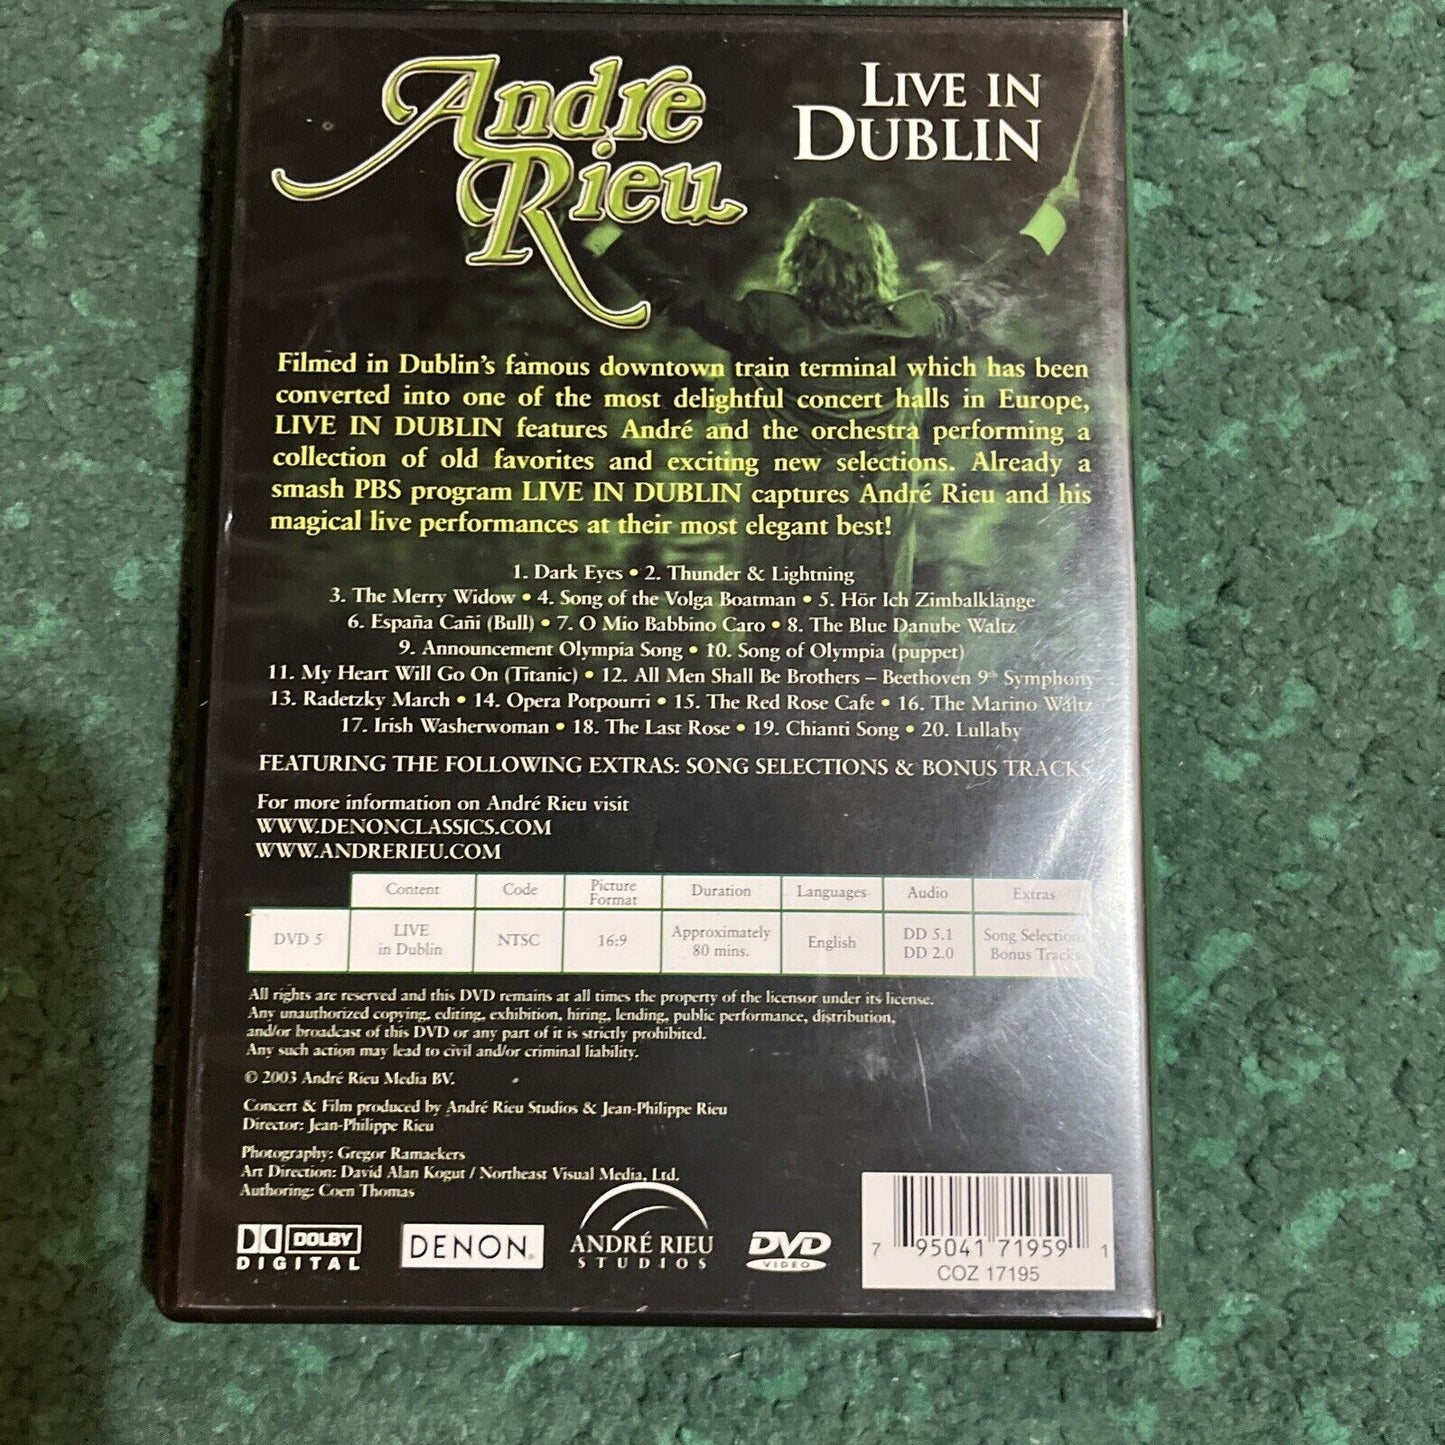 Andre
Rieu
LIVE IN
DUBLIN
Filmed in Dublin's famous downtown train terminal which has been
converted into one of the most delightful concert halls in Europe,
LIVE IN DUBLIN features André and the orchestra performing a
collection of old favorites and exciting new selections. Already a
smash PBS program LIVE IN DUBLIN captures André Rieu and his
magical live performances at their most elegant best!
1. Dark Eyes • 2. Thunder & Lightning
3. The Merry Widow • 4. Song of the Volga Boatman • 5. Hör Ich Zimbalklänge
6. España Cañi (Bull) • 7. O Mio Babbino Caro • 8. The Blue Danube Waltz
9. Announcement Olympia Song • 10. Song of Olympia (puppet)
11. My Heart Will Go On (Titanic) • 12. All Men Shall Be Brothers – Beethoven 9th Symphony
13. Radetzky March • 14. Opera Potpourri • 15. The Red Rose Cafe • 16. The Marino Waltz
17. Irish Washerwoman • 18. The Last Rose • 19. Chianti Song • 20. Lullaby
FEATURING THE FOLLOWING EXTRAS: SONG SELECTIONS & BONUS TRACKS
For more information on André Rieu visit
WWW.DENONCLASSICS.COM
WWW.ANDRERIEU.COM
Content Code Picture Format Duration Languages Audio Extras
DVD 5 LIVE in Dublin NTSC 16:9 Approximately 80 mins. English DD 5.1 DD 2.0 Song Selections Bonus Tracks
All rights are reserved and this DVD remains at all times the property of the licensor under its license.
Any unauthorized copying, editing, exhibition, hiring, lending, public performance, distribution,
and/or broadcast of this DVD or any part of it is strictly prohibited.
Any such action may lead to civil and/or criminal liability.
© 2003 André Rieu Media BV.
Concert & Film produced by André Rieu Studios & Jean-Philippe Rieu
Director: Jean-Philippe Rieu
Photography: Gregor Ramaekers
Art Direction: David Alan Kogut / Northeast Visual Media, Ltd.
Authoring: Coen Thomas
DOLBY
DIGITAL
DENON®
ANDRÉ RIEU
STUDIOS
DVD
VIDEO
7 95041 71959 1
COZ 17195